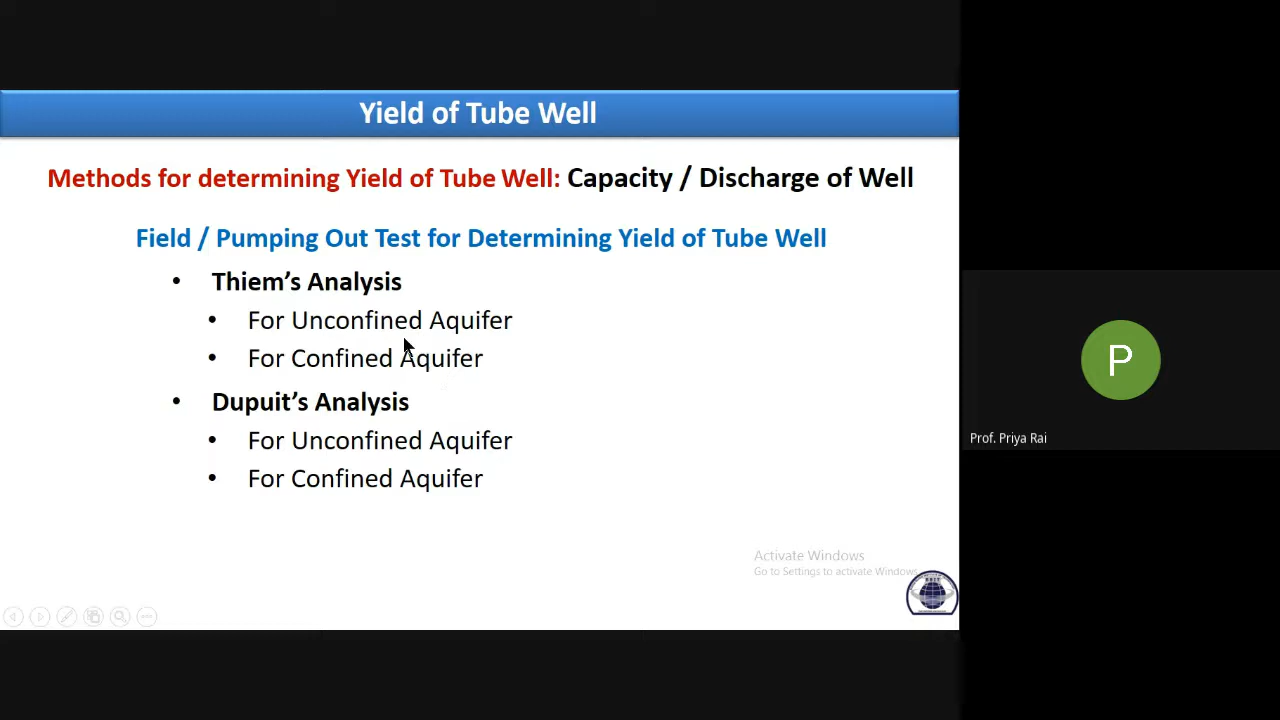 Yield of Tube Well
Methods for determining Yield of Tube Well: Capacity / Discharge of Well
Field / Pumping Out Test for Determining Yield of Tube Well
• Thiem's Analysis
• For Unconfined Aquifer
• For Confined Aquifer
• Dupuit's Analysis
• For Unconfined Aquifer
• For Confined Aquifer
Activate Windows
Go to Settings to activate Windows.
P
Prof. Priya Rai